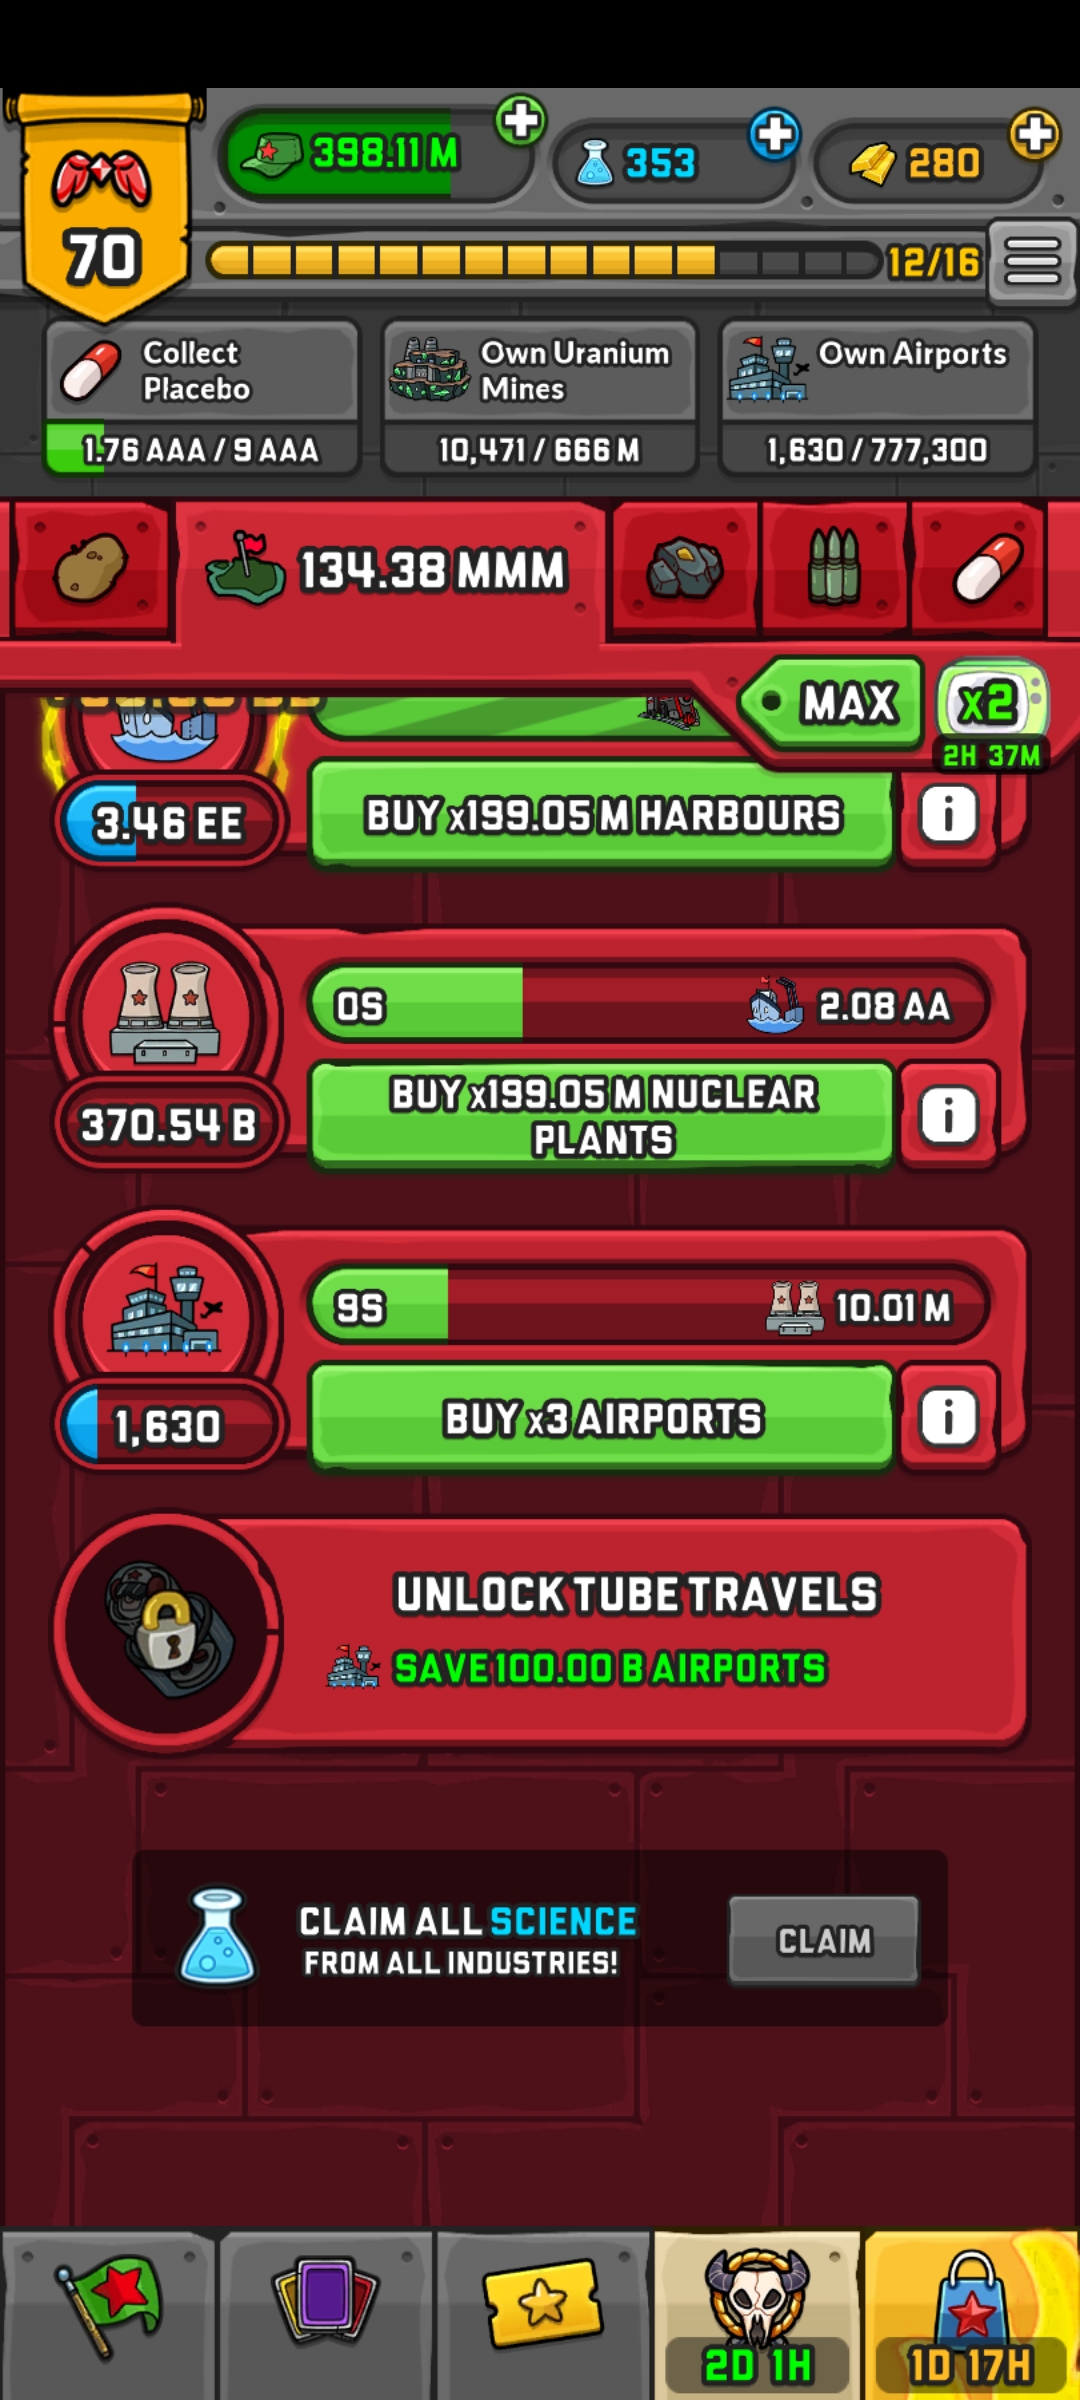 398.11 M
353
280
70
12/16
Collect
Placebo
Own Uranium
Mines
Own Airports
1.76 AAA / 9 AAA
10,471 / 666 M
1,630 / 777,300
134.38 MMM
MAX
x2
2H 37M
3.46 EE
BUY x199.05 M HARBOURS
i
0S
2.08 AA
370.54 B
BUY x199.05 M NUCLEAR
PLANTS
i
9S
10.01 M
1,630
BUY x3 AIRPORTS
i
UNLOCK TUBE TRAVELS
SAVE 100.00 B AIRPORTS
CLAIM ALL SCIENCE
FROM ALL INDUSTRIES!
CLAIM
2D 1H
1D 17H